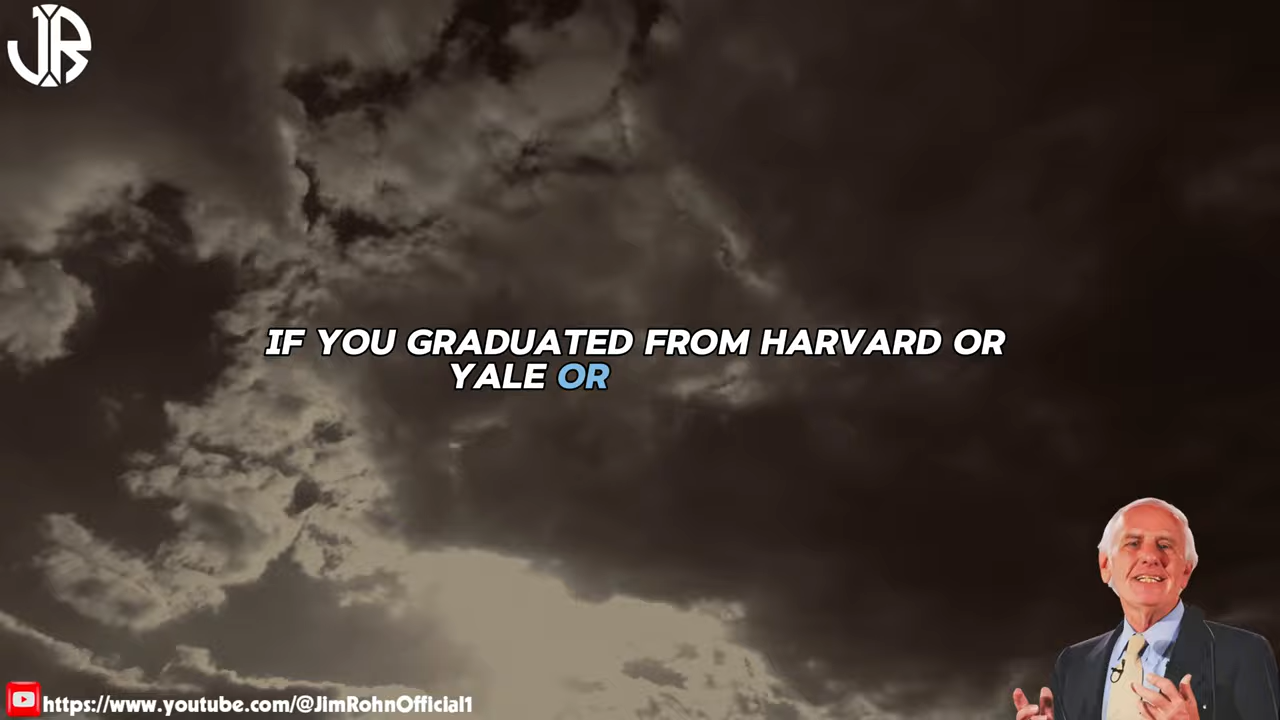 JR
IF YOU GRADUATED FROM HARVARD OR
YALE OR
https://www.youtube.com/@JimRohnOfficial1